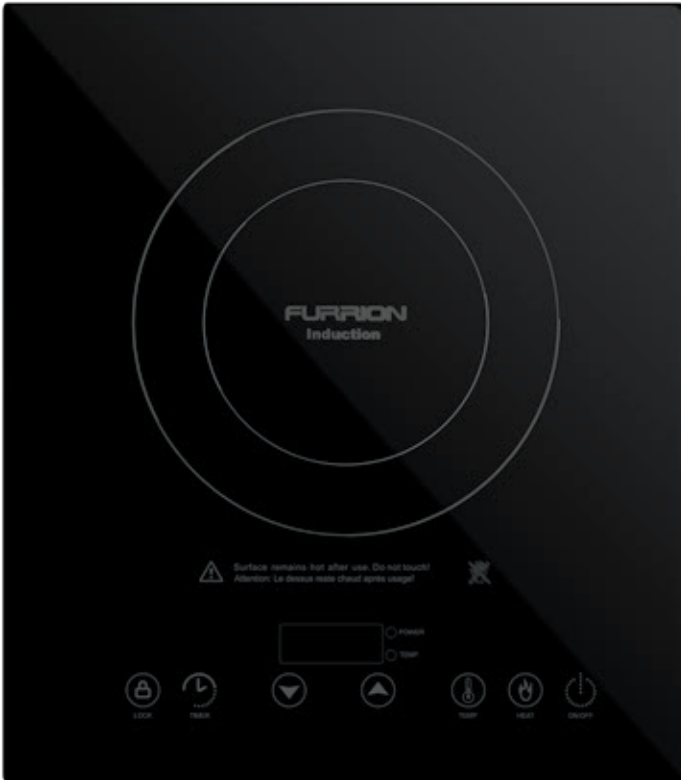 FURRION
Induction
Surface remains hot after use. Do not touch!
Attention: Le dessus reste chaud après usage!
POWER
TEMP
LOCK
TIMER
TEMP
HEAT
ON/OFF